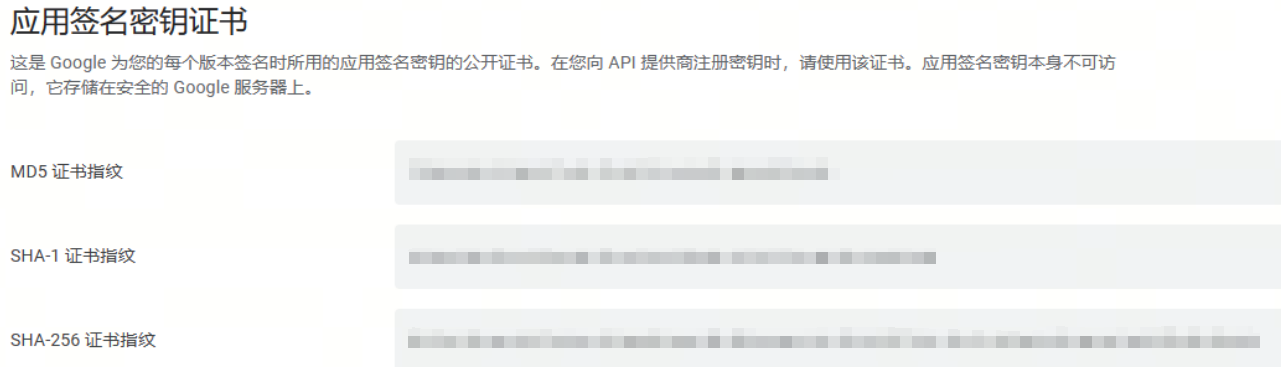 应用签名密钥证书
这是 Google 为您的每个版本签名时所用的应用签名密钥的公开证书。在您向 API 提供商注册密钥时，请使用该证书。应用签名密钥本身不可访
问，它存储在安全的 Google 服务器上。
MD5 证书指纹
SHA-1 证书指纹
SHA-256 证书指纹